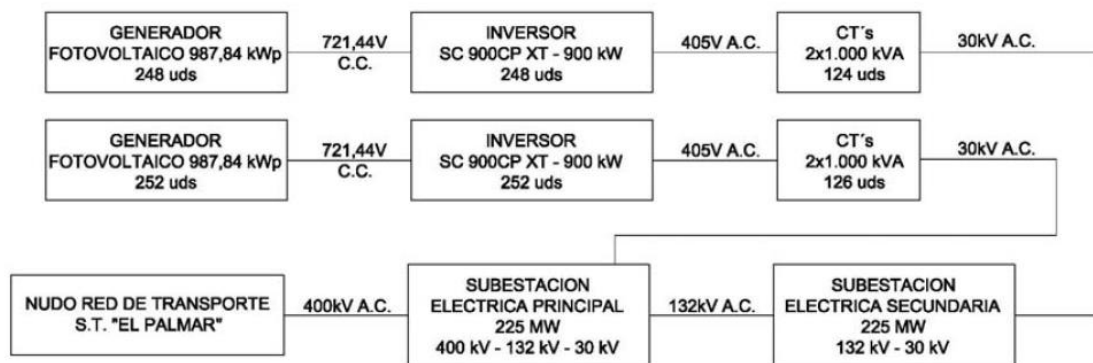 GENERADOR
FOTOVOLTAICO 987,84 kWp
248 uds
721,44V
C.C.
INVERSOR
SC 900CP XT - 900 kW
248 uds
405V A.C.
CT´s
2x1.000 kVA
124 uds
30kV A.C.
GENERADOR
FOTOVOLTAICO 987,84 kWp
252 uds
721,44V
C.C.
INVERSOR
SC 900CP XT - 900 kW
252 uds
405V A.C.
CT´s
2x1.000 kVA
126 uds
30kV A.C.
NUDO RED DE TRANSPORTE
S.T. "EL PALMAR"
400kV A.C.
SUBESTACION
ELECTRICA PRINCIPAL
225 MW
400 kV - 132 kV - 30 kV
132kV A.C.
SUBESTACION
ELECTRICA SECUNDARIA
225 MW
132 kV - 30 kV